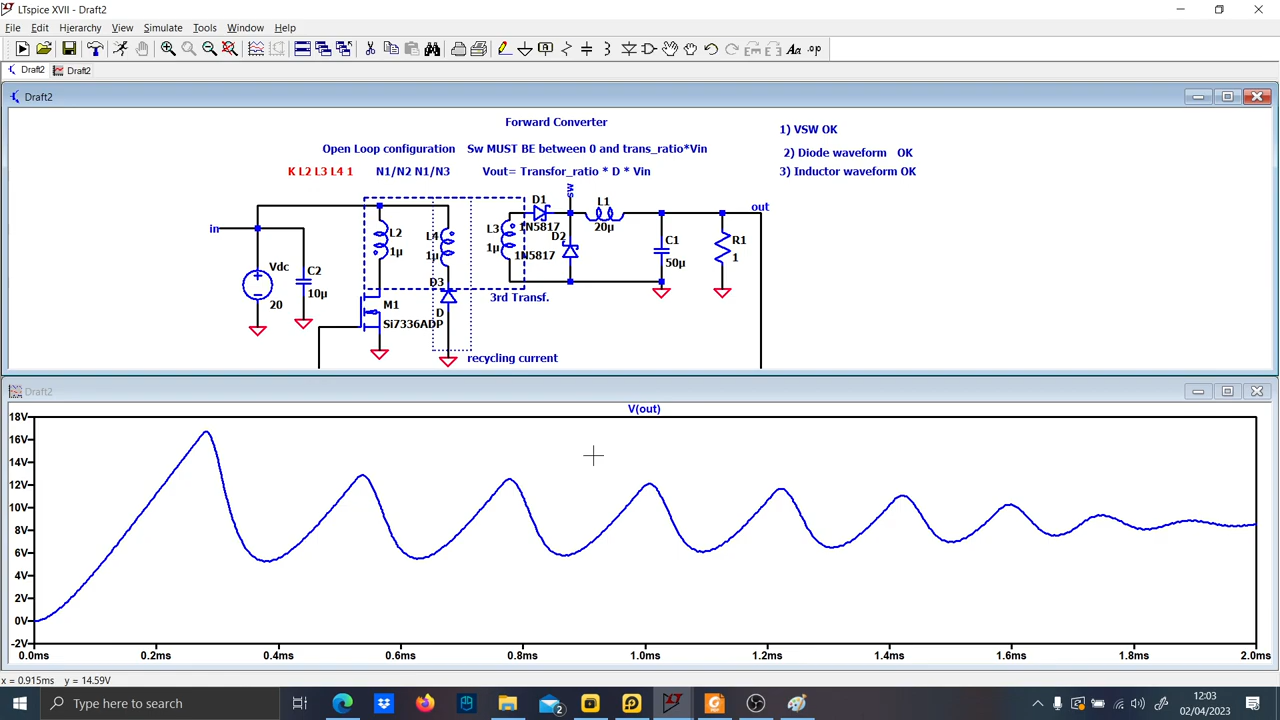 LTspice XVII - Draft2
File Edit Hierarchy View Simulate Tools Window Help
Draft2 Draft2
Draft2
Forward Converter
1) VSW OK
Open Loop configuration Sw MUST BE between 0 and trans_ratio*Vin
2) Diode waveform OK
K L2 L3 L4 1 N1/N2 N1/N3 Vout= Transfor_ratio * D * Vin
3) Inductor waveform OK
sw
D1
L1
out
in
L2
L4
L3
1N5817
20µ
D2
C1
R1
1µ
1µ
1µ
1N5817
50µ
1
Vdc
C2
D3
20
10µ
M1
3rd Transf.
D
Si7336ADP
recycling current
Draft2
V(out)
18V
16V
14V
12V
10V
8V
6V
4V
2V
0V
-2V
0.0ms 0.2ms 0.4ms 0.6ms 0.8ms 1.0ms 1.2ms 1.4ms 1.6ms 1.8ms 2.0ms
x = 0.915ms y = 14.59V
Type here to search
2
12:03
02/04/2023